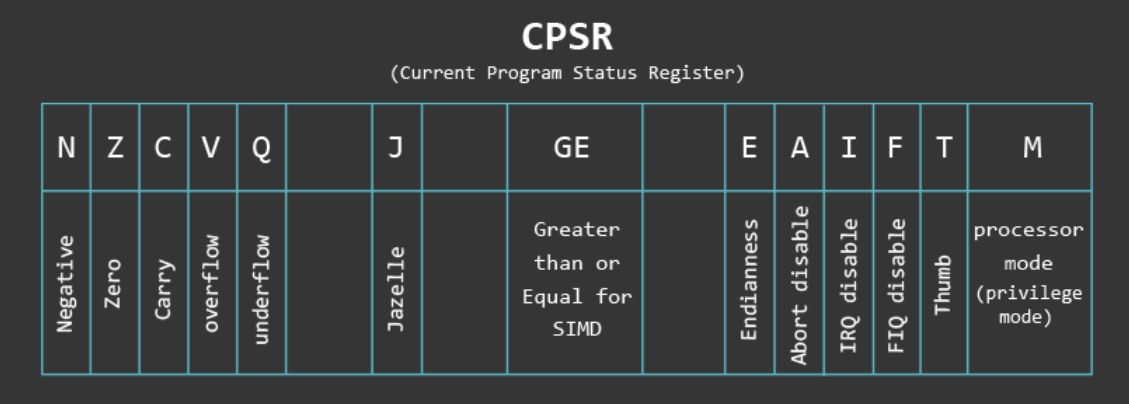 CPSR
(Current Program Status Register)
N Z C V Q J GE E A I F T M
Negative
Zero
Carry
overflow
underflow
Jazelle
Greater
than or
Equal for
SIMD
Endianness
Abort disable
IRQ disable
FIQ disable
Thumb
processor
mode
(privilege
mode)